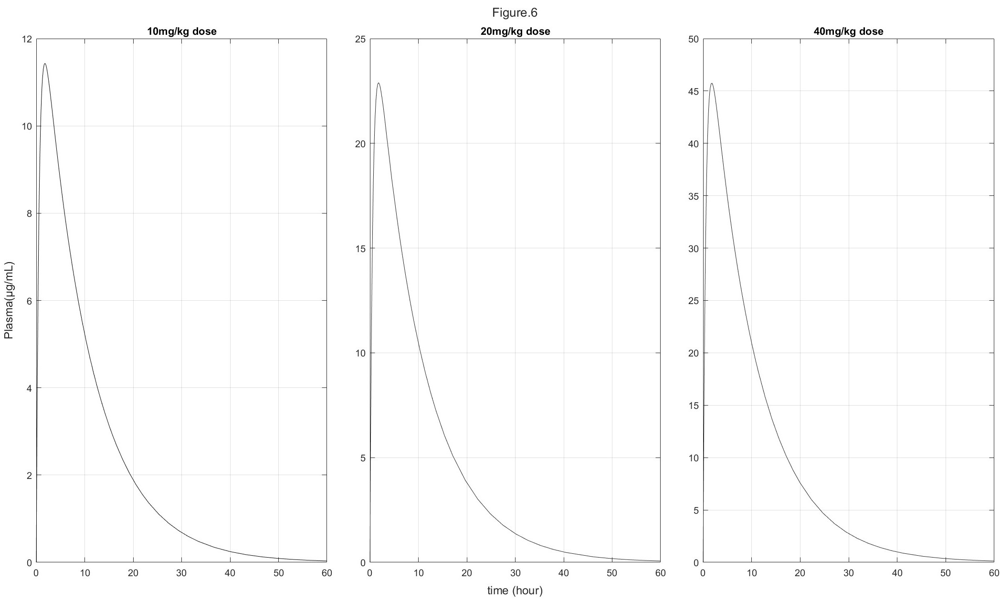 Figure.6
10mg/kg dose
20mg/kg dose
40mg/kg dose
Plasma(μg/mL)
12
10
8
6
4
2
0
0 10 20 30 40 50 60
25
20
15
10
5
0
0 10 20 30 40 50 60
50
45
40
35
30
25
20
15
10
5
0
0 10 20 30 40 50 60
time (hour)